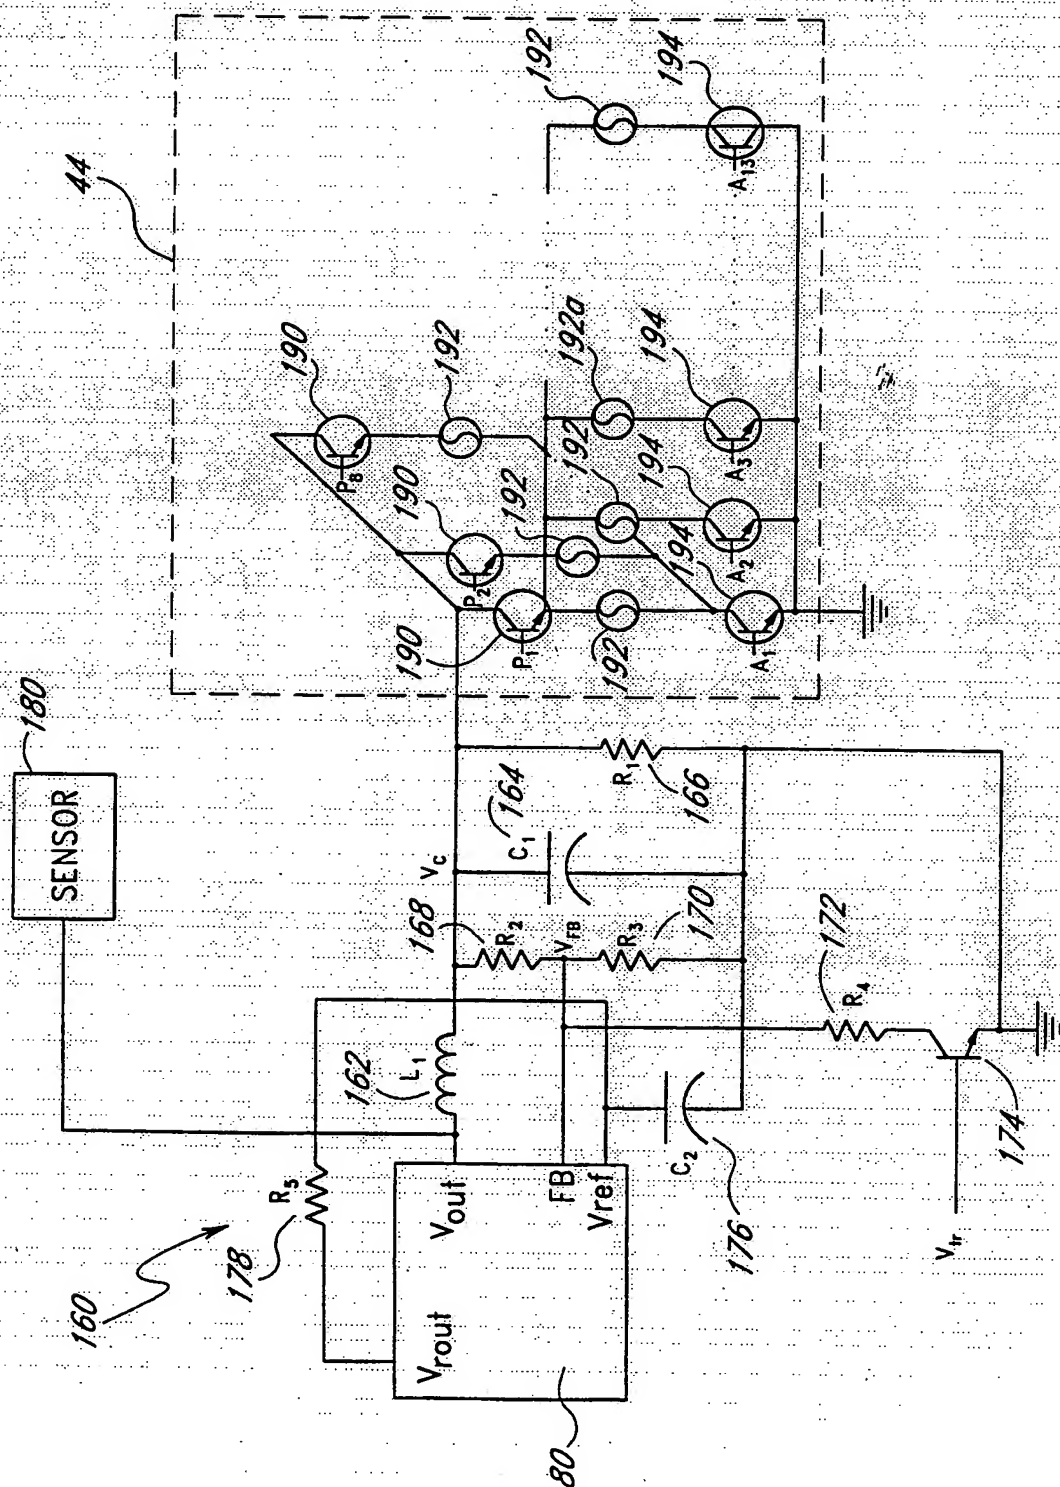 160
178
R5
Vrout
80
Vout
FB
Vref
162
L1
SENSOR
180
168
R2
VFB
R3
170
VC
C1
164
R1
166
C2
176
R4
172
174
Vtr
44
190
P1
190
P2
190
P8
192
192
192
192
192a
192
194
A1
194
A2
194
A3
194
A13